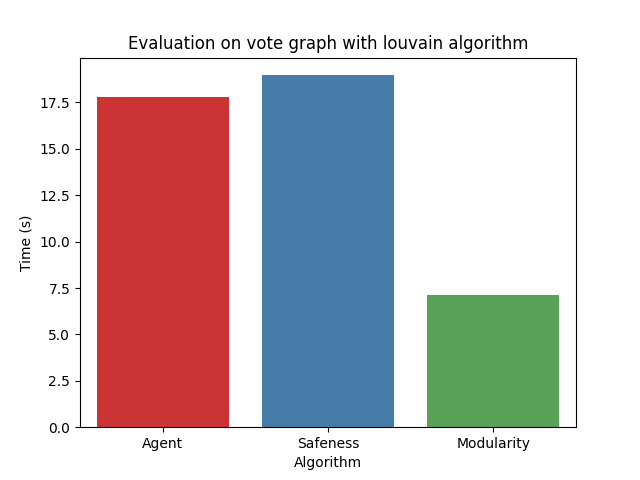 Evaluation on vote graph with louvain algorithm
Time (s)
17.5
15.0
12.5
10.0
7.5
5.0
2.5
0.0
Agent Safeness Modularity
Algorithm